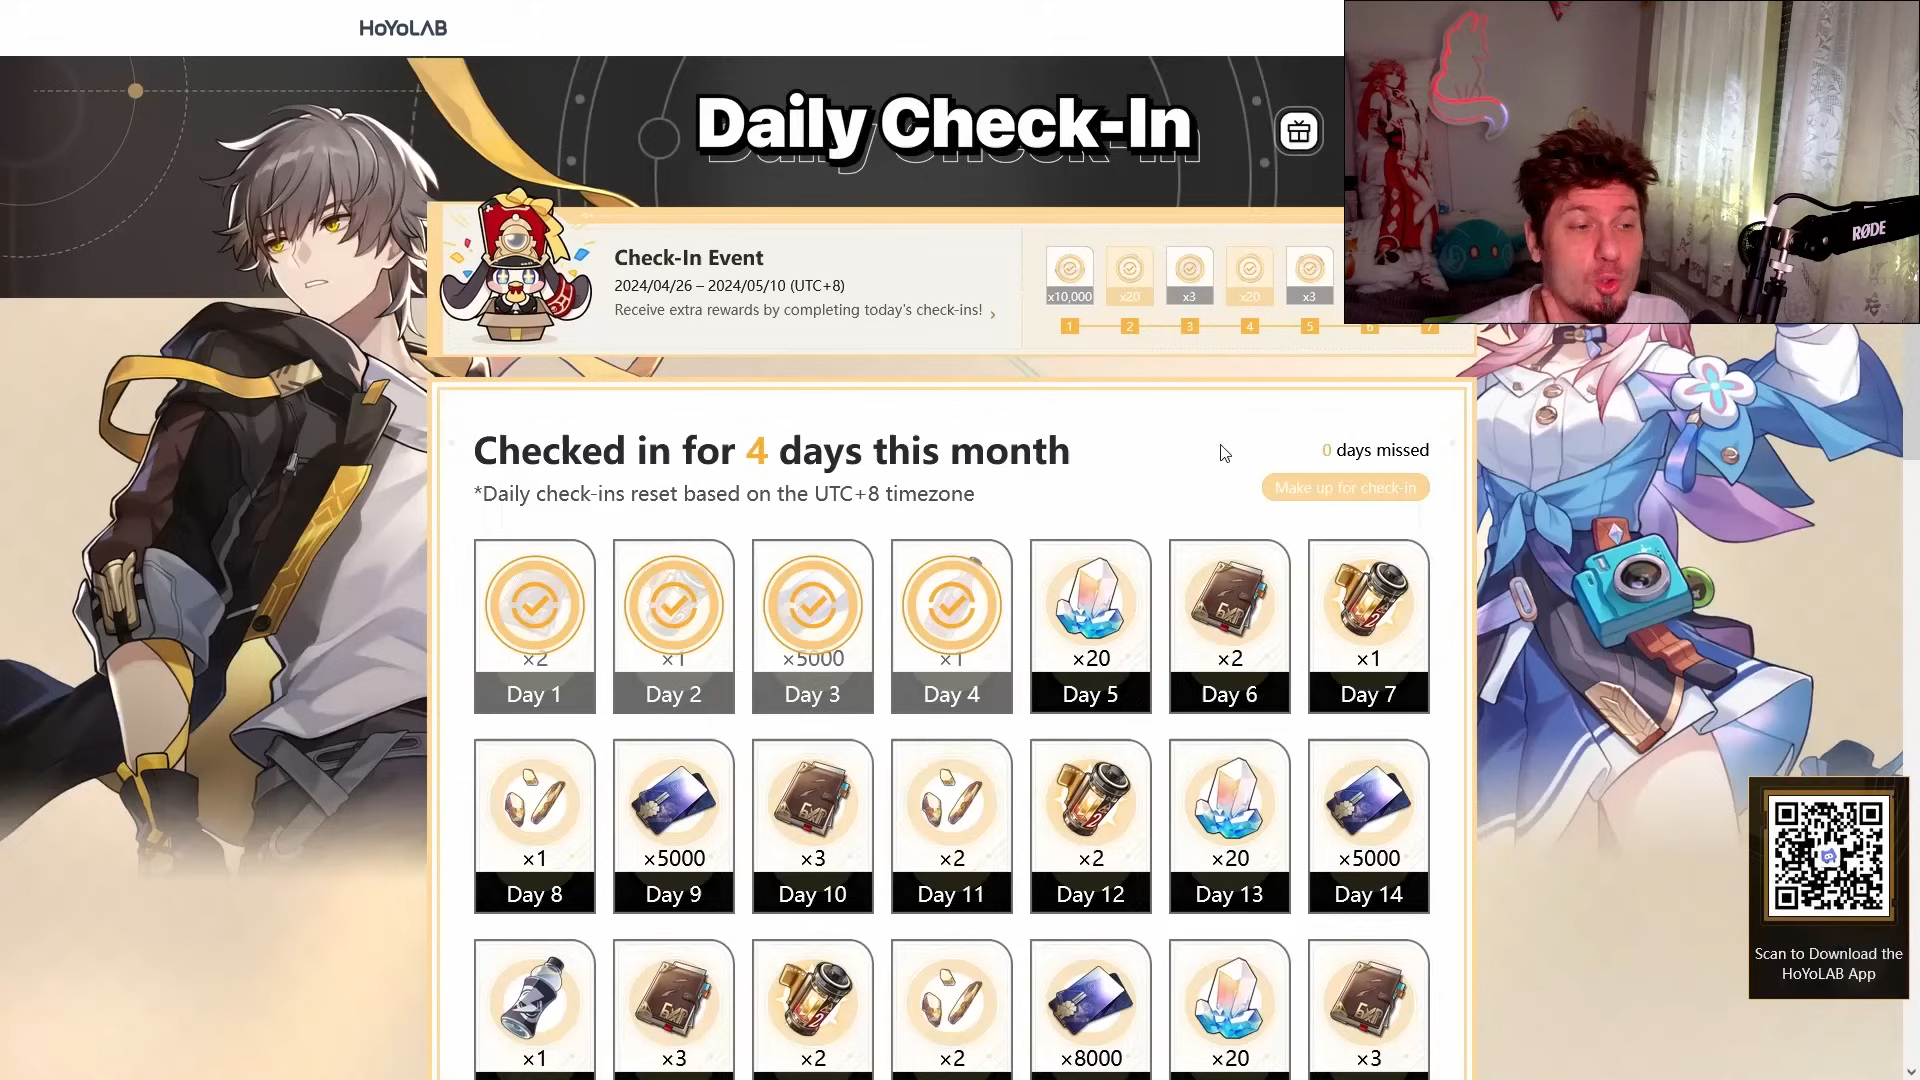 HoYoLAB
Daily Check-In
RØDE
Check-In Event
2024/04/26 – 2024/05/10 (UTC+8)
Receive extra rewards by completing today's check-ins! ›
x10,000 x20 x3 x20 x3
1 2 3 4 5 6 7
Checked in for 4 days this month
0 days missed
*Daily check-ins reset based on the UTC+8 timezone
Make up for check-in
×2 ×1 ×5000 ×1 ×20 ×2 ×1
Day 1 Day 2 Day 3 Day 4 Day 5 Day 6 Day 7
×1 ×5000 ×3 ×2 ×2 ×20 ×5000
Day 8 Day 9 Day 10 Day 11 Day 12 Day 13 Day 14
Scan to Download the
HoYoLAB App
×1 ×3 ×2 ×2 ×8000 ×20 ×3